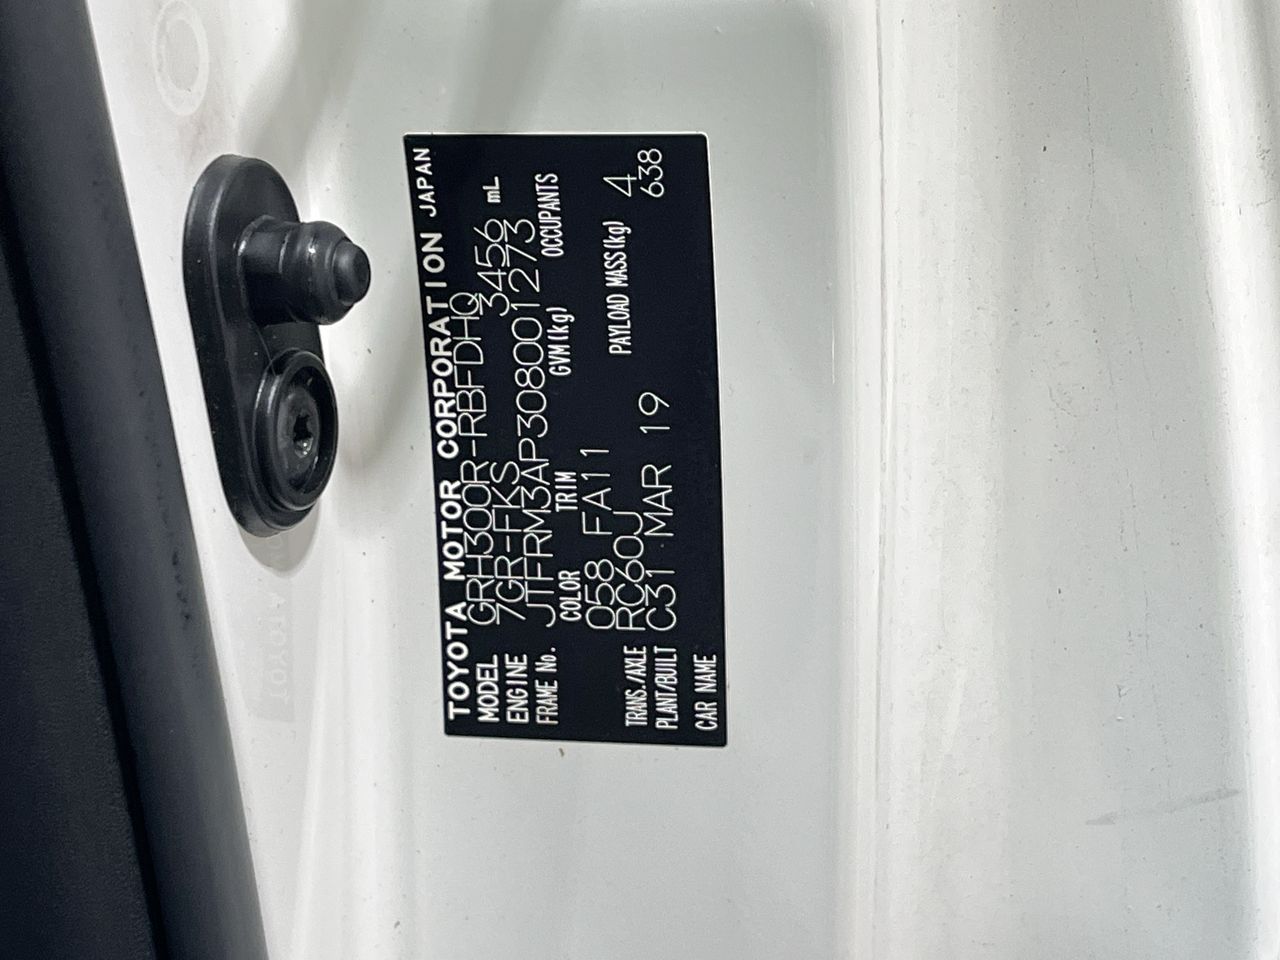 TOYOTA MOTOR CORPORATION JAPAN
MODEL GRH300R-RBFDHQ
ENGINE 7GR-FKS 3456 mL
FRAME No. JTFRM3AP308001273
COLOR TRIM GVM(kg) OCCUPANTS
058 FA11 4
TRANS./AXLE RC60J PAYLOAD MASS(kg) 638
PLANT/BUILT C31 MAR 19
CAR NAME